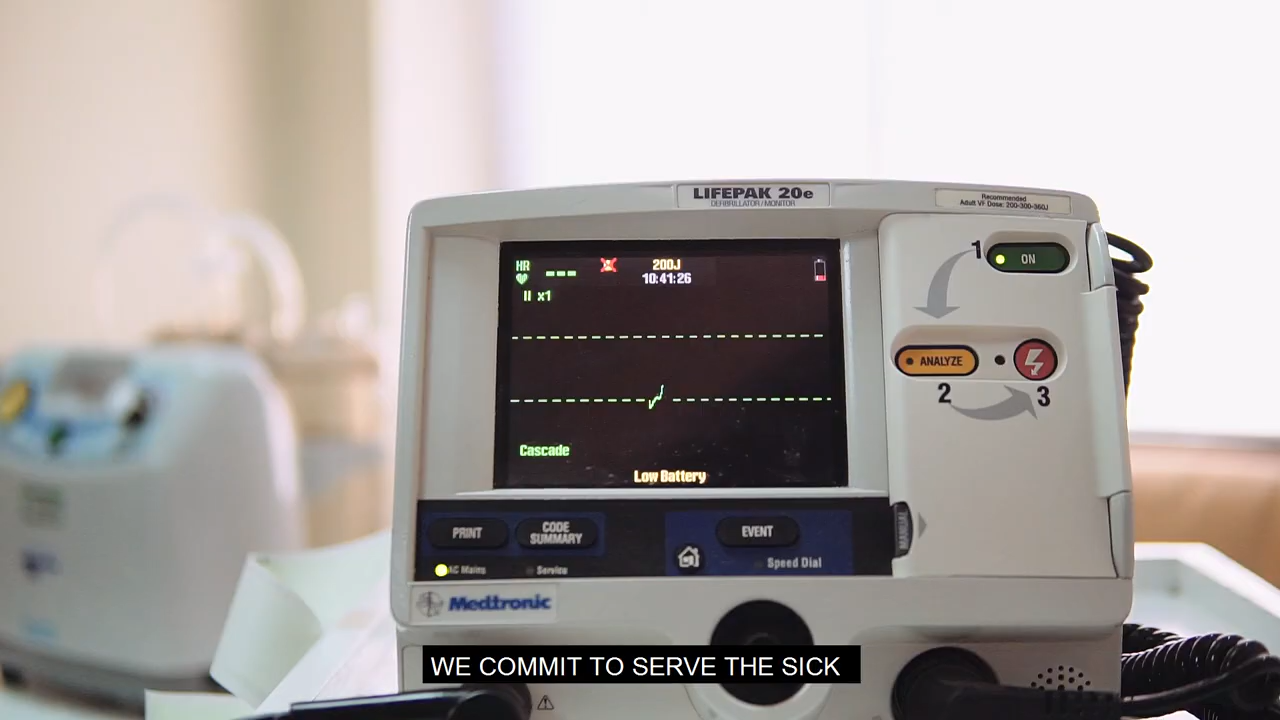 LIFEPAK 20e
DEFIBRILLATOR/MONITOR
Recommended
Adult VF Dose: 200-300-360J
HR
---
200J
10:41:26
II x1
1
ON
ANALYZE
2
3
Cascade
Low Battery
PRINT
CODE
SUMMARY
EVENT
MANUAL
AC Mains
Service
Speed Dial
Medtronic
WE COMMIT TO SERVE THE SICK